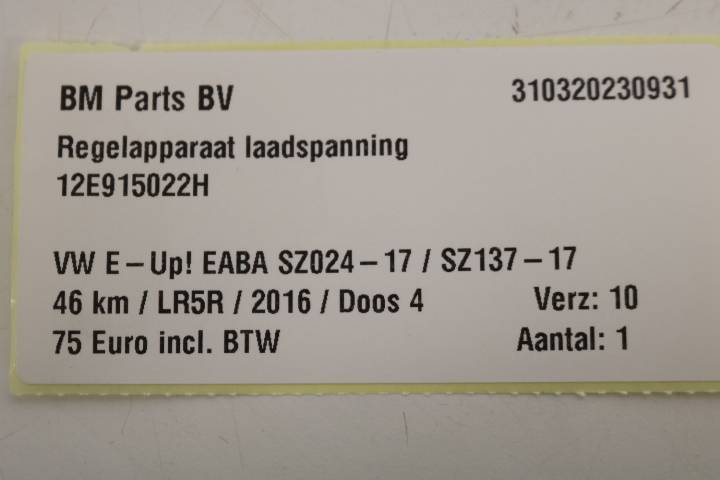 BM Parts BV 310320230931
Regelapparaat laadspanning
12E915022H
VW E-Up! EABA SZ024-17 / SZ137-17
46 km / LR5R / 2016 / Doos 4 Verz: 10
75 Euro incl. BTW Aantal: 1